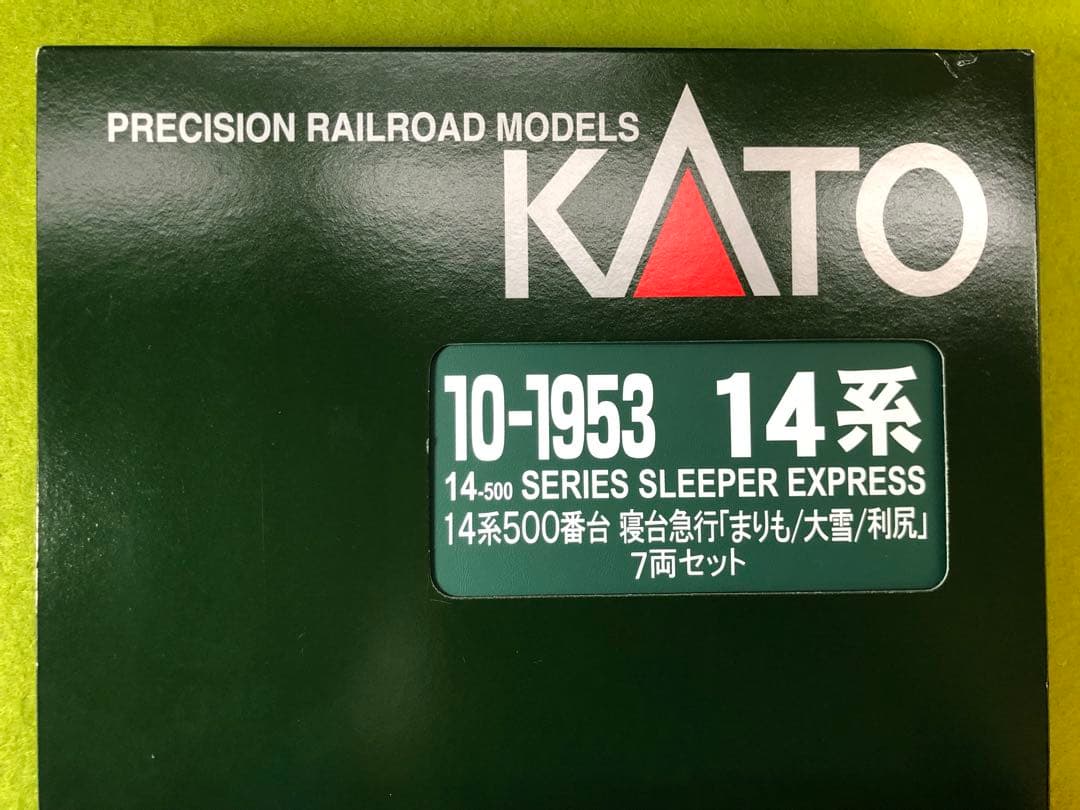 PRECISION RAILROAD MODELS
KATO
10-1953 14系
14-500 SERIES SLEEPER EXPRESS
14系500番台 寝台急行「まりも/大雪/利尻」
7両セット